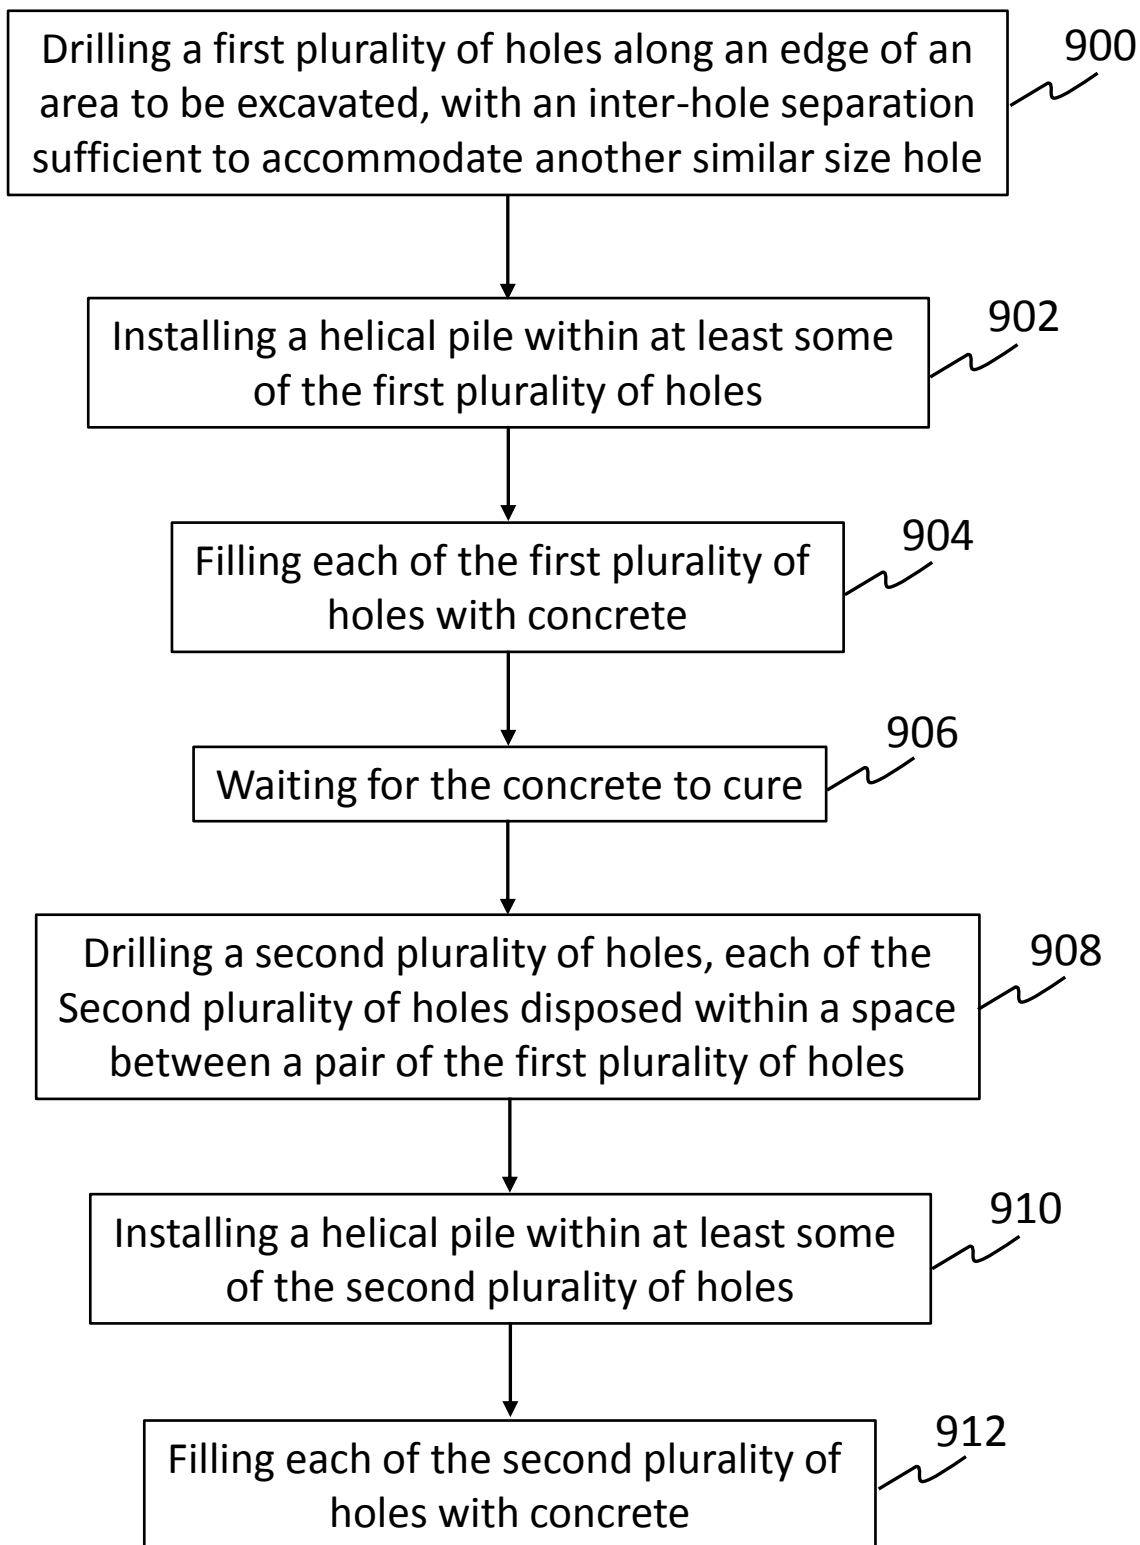 Drilling a first plurality of holes along an edge of an
area to be excavated, with an inter-hole separation
sufficient to accommodate another similar size hole
900
Installing a helical pile within at least some
of the first plurality of holes
902
Filling each of the first plurality of
holes with concrete
904
Waiting for the concrete to cure
906
Drilling a second plurality of holes, each of the
Second plurality of holes disposed within a space
between a pair of the first plurality of holes
908
Installing a helical pile within at least some
of the second plurality of holes
910
Filling each of the second plurality of
holes with concrete
912